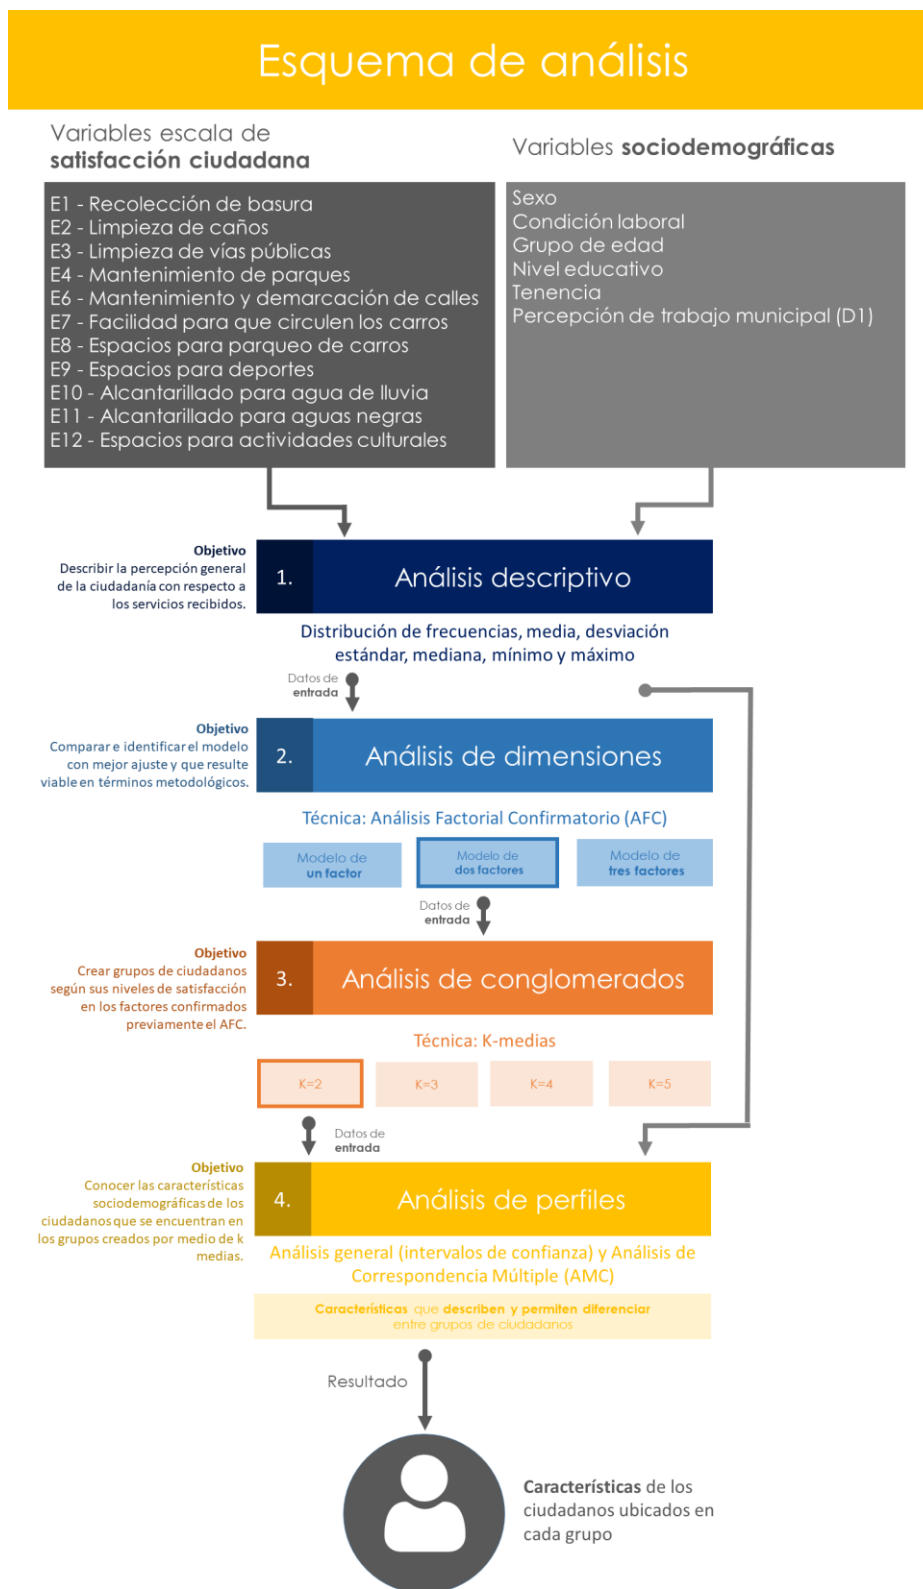 Esquema de análisis
Variables escala de
satisfacción ciudadana
E1 - Recolección de basura
E2 - Limpieza de caños
E3 - Limpieza de vías públicas
E4 - Mantenimiento de parques
E6 - Mantenimiento y demarcación de calles
E7 - Facilidad para que circulen los carros
E8 - Espacios para parqueo de carros
E9 - Espacios para deportes
E10 - Alcantarillado para agua de lluvia
E11 - Alcantarillado para aguas negras
E12 - Espacios para actividades culturales
Variables sociodemográficas
Sexo
Condición laboral
Grupo de edad
Nivel educativo
Tenencia
Percepción de trabajo municipal (D1)
Objetivo
Describir la percepción general
de la ciudadanía con respecto a
los servicios recibidos.
1.
Análisis descriptivo
Distribución de frecuencias, media, desviación
estándar, mediana, mínimo y máximo
Datos de
entrada
Objetivo
Comparar e identificar el modelo
con mejor ajuste y que resulte
viable en términos metodológicos.
2.
Análisis de dimensiones
Técnica: Análisis Factorial Confirmatorio (AFC)
Modelo de
un factor
Modelo de
dos factores
Modelo de
tres factores
Datos de
entrada
Objetivo
Crear grupos de ciudadanos
según sus niveles de satisfacción
en los factores confirmados
previamente el AFC.
3.
Análisis de conglomerados
Técnica: K-medias
K=2
K=3
K=4
K=5
Datos de
entrada
Objetivo
Conocer las características
sociodemográficas de los
ciudadanos que se encuentran en
los grupos creados por medio de k
medias.
4.
Análisis de perfiles
Análisis general (intervalos de confianza) y Análisis de
Correspondencia Múltiple (AMC)
Características que describen y permiten diferenciar
entre grupos de ciudadanos
Resultado
Características de los
ciudadanos ubicados en
cada grupo